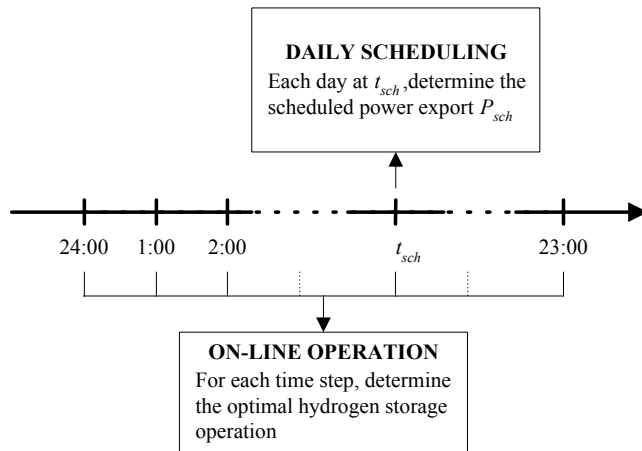 DAILY SCHEDULING
Each day at t_sch ,determine the
scheduled power export P_sch
24:00 1:00 2:00 t_sch 23:00
ON-LINE OPERATION
For each time step, determine
the optimal hydrogen storage
operation